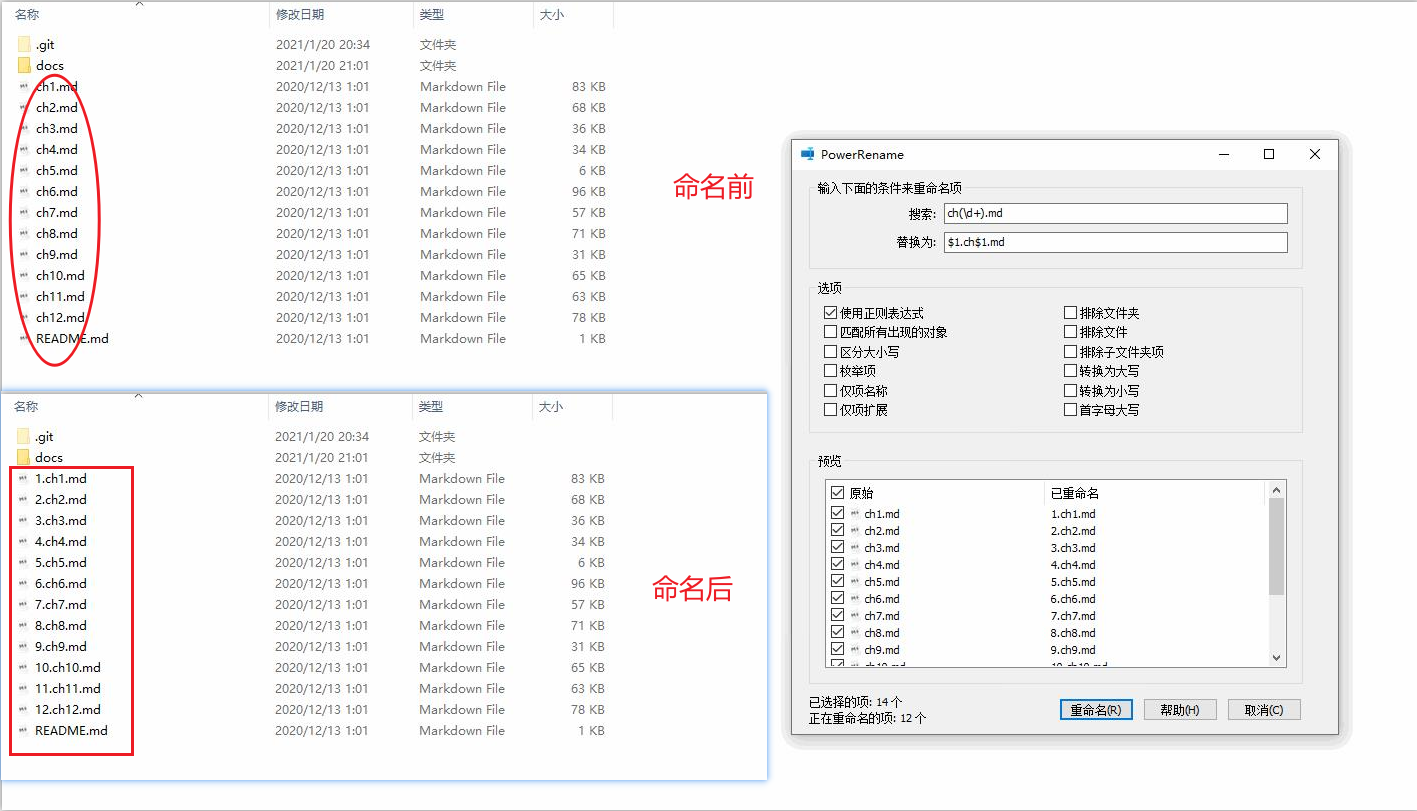 名称 修改日期 类型 大小
.git 2021/1/20 20:34 文件夹
docs 2021/1/20 21:01 文件夹
ch1.md 2020/12/13 1:01 Markdown File 83 KB
ch2.md 2020/12/13 1:01 Markdown File 68 KB
ch3.md 2020/12/13 1:01 Markdown File 36 KB
ch4.md 2020/12/13 1:01 Markdown File 34 KB
ch5.md 2020/12/13 1:01 Markdown File 6 KB
ch6.md 2020/12/13 1:01 Markdown File 96 KB
ch7.md 2020/12/13 1:01 Markdown File 57 KB
ch8.md 2020/12/13 1:01 Markdown File 71 KB
ch9.md 2020/12/13 1:01 Markdown File 31 KB
ch10.md 2020/12/13 1:01 Markdown File 65 KB
ch11.md 2020/12/13 1:01 Markdown File 63 KB
ch12.md 2020/12/13 1:01 Markdown File 78 KB
README.md 2020/12/13 1:01 Markdown File 1 KB
命名前
名称 修改日期 类型 大小
.git 2021/1/20 20:34 文件夹
docs 2021/1/20 21:01 文件夹
1.ch1.md 2020/12/13 1:01 Markdown File 83 KB
2.ch2.md 2020/12/13 1:01 Markdown File 68 KB
3.ch3.md 2020/12/13 1:01 Markdown File 36 KB
4.ch4.md 2020/12/13 1:01 Markdown File 34 KB
5.ch5.md 2020/12/13 1:01 Markdown File 6 KB
6.ch6.md 2020/12/13 1:01 Markdown File 96 KB
7.ch7.md 2020/12/13 1:01 Markdown File 57 KB
8.ch8.md 2020/12/13 1:01 Markdown File 71 KB
9.ch9.md 2020/12/13 1:01 Markdown File 31 KB
10.ch10.md 2020/12/13 1:01 Markdown File 65 KB
11.ch11.md 2020/12/13 1:01 Markdown File 63 KB
12.ch12.md 2020/12/13 1:01 Markdown File 78 KB
README.md 2020/12/13 1:01 Markdown File 1 KB
命名后
PowerRename
输入下面的条件来重命名项
搜索: ch(\d+).md
替换为: $1.ch$1.md
选项
使用正则表达式 排除文件夹
匹配所有出现的对象 排除文件
区分大小写 排除子文件夹项
枚举项 转换为大写
仅项名称 转换为小写
仅项扩展 首字母大写
预览
原始 已重命名
ch1.md 1.ch1.md
ch2.md 2.ch2.md
ch3.md 3.ch3.md
ch4.md 4.ch4.md
ch5.md 5.ch5.md
ch6.md 6.ch6.md
ch7.md 7.ch7.md
ch8.md 8.ch8.md
ch9.md 9.ch9.md
ch10.md 10.ch10.md
已选择的项: 14 个
正在重命名的项: 12 个
重命名(R) 帮助(H) 取消(C)